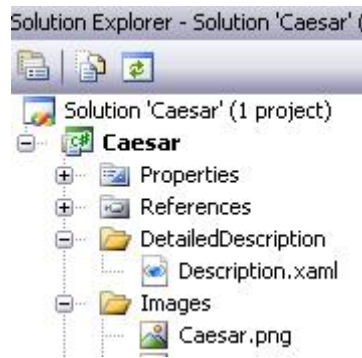 Solution Explorer - Solution 'Caesar' (
Solution 'Caesar' (1 project)
Caesar
Properties
References
DetailedDescription
Description.xaml
Images
Caesar.png